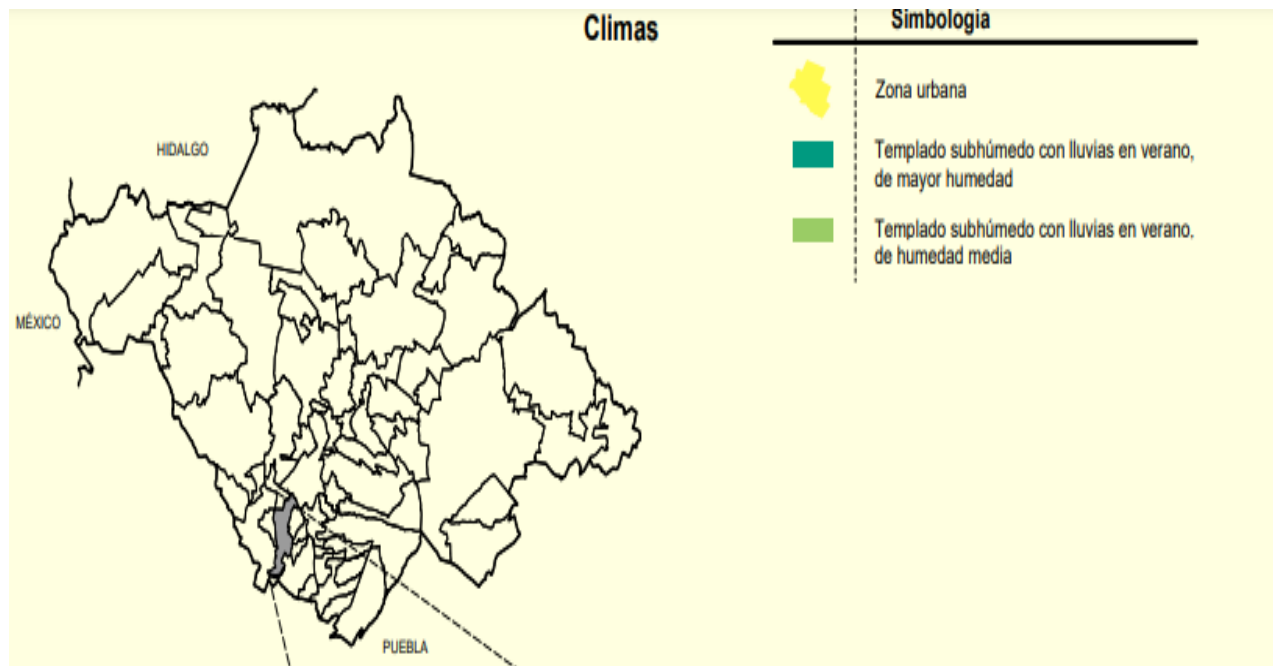 Climas
Simbología
Zona urbana
Templado subhúmedo con lluvias en verano,
de mayor humedad
Templado subhúmedo con lluvias en verano,
de humedad media
HIDALGO
MÉXICO
PUEBLA